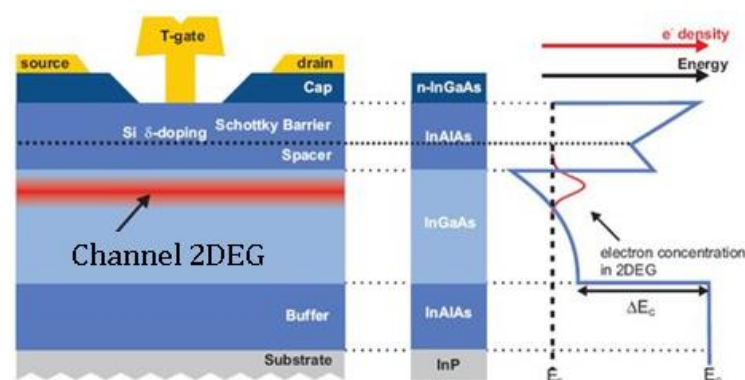 T-gate
source
drain
Cap
Si δ-doping
Schottky Barrier
Spacer
Channel 2DEG
Buffer
Substrate
n-InGaAs
InAlAs
InGaAs
InAlAs
InP
e⁻ density
Energy
electron concentration
in 2DEG
ΔEc